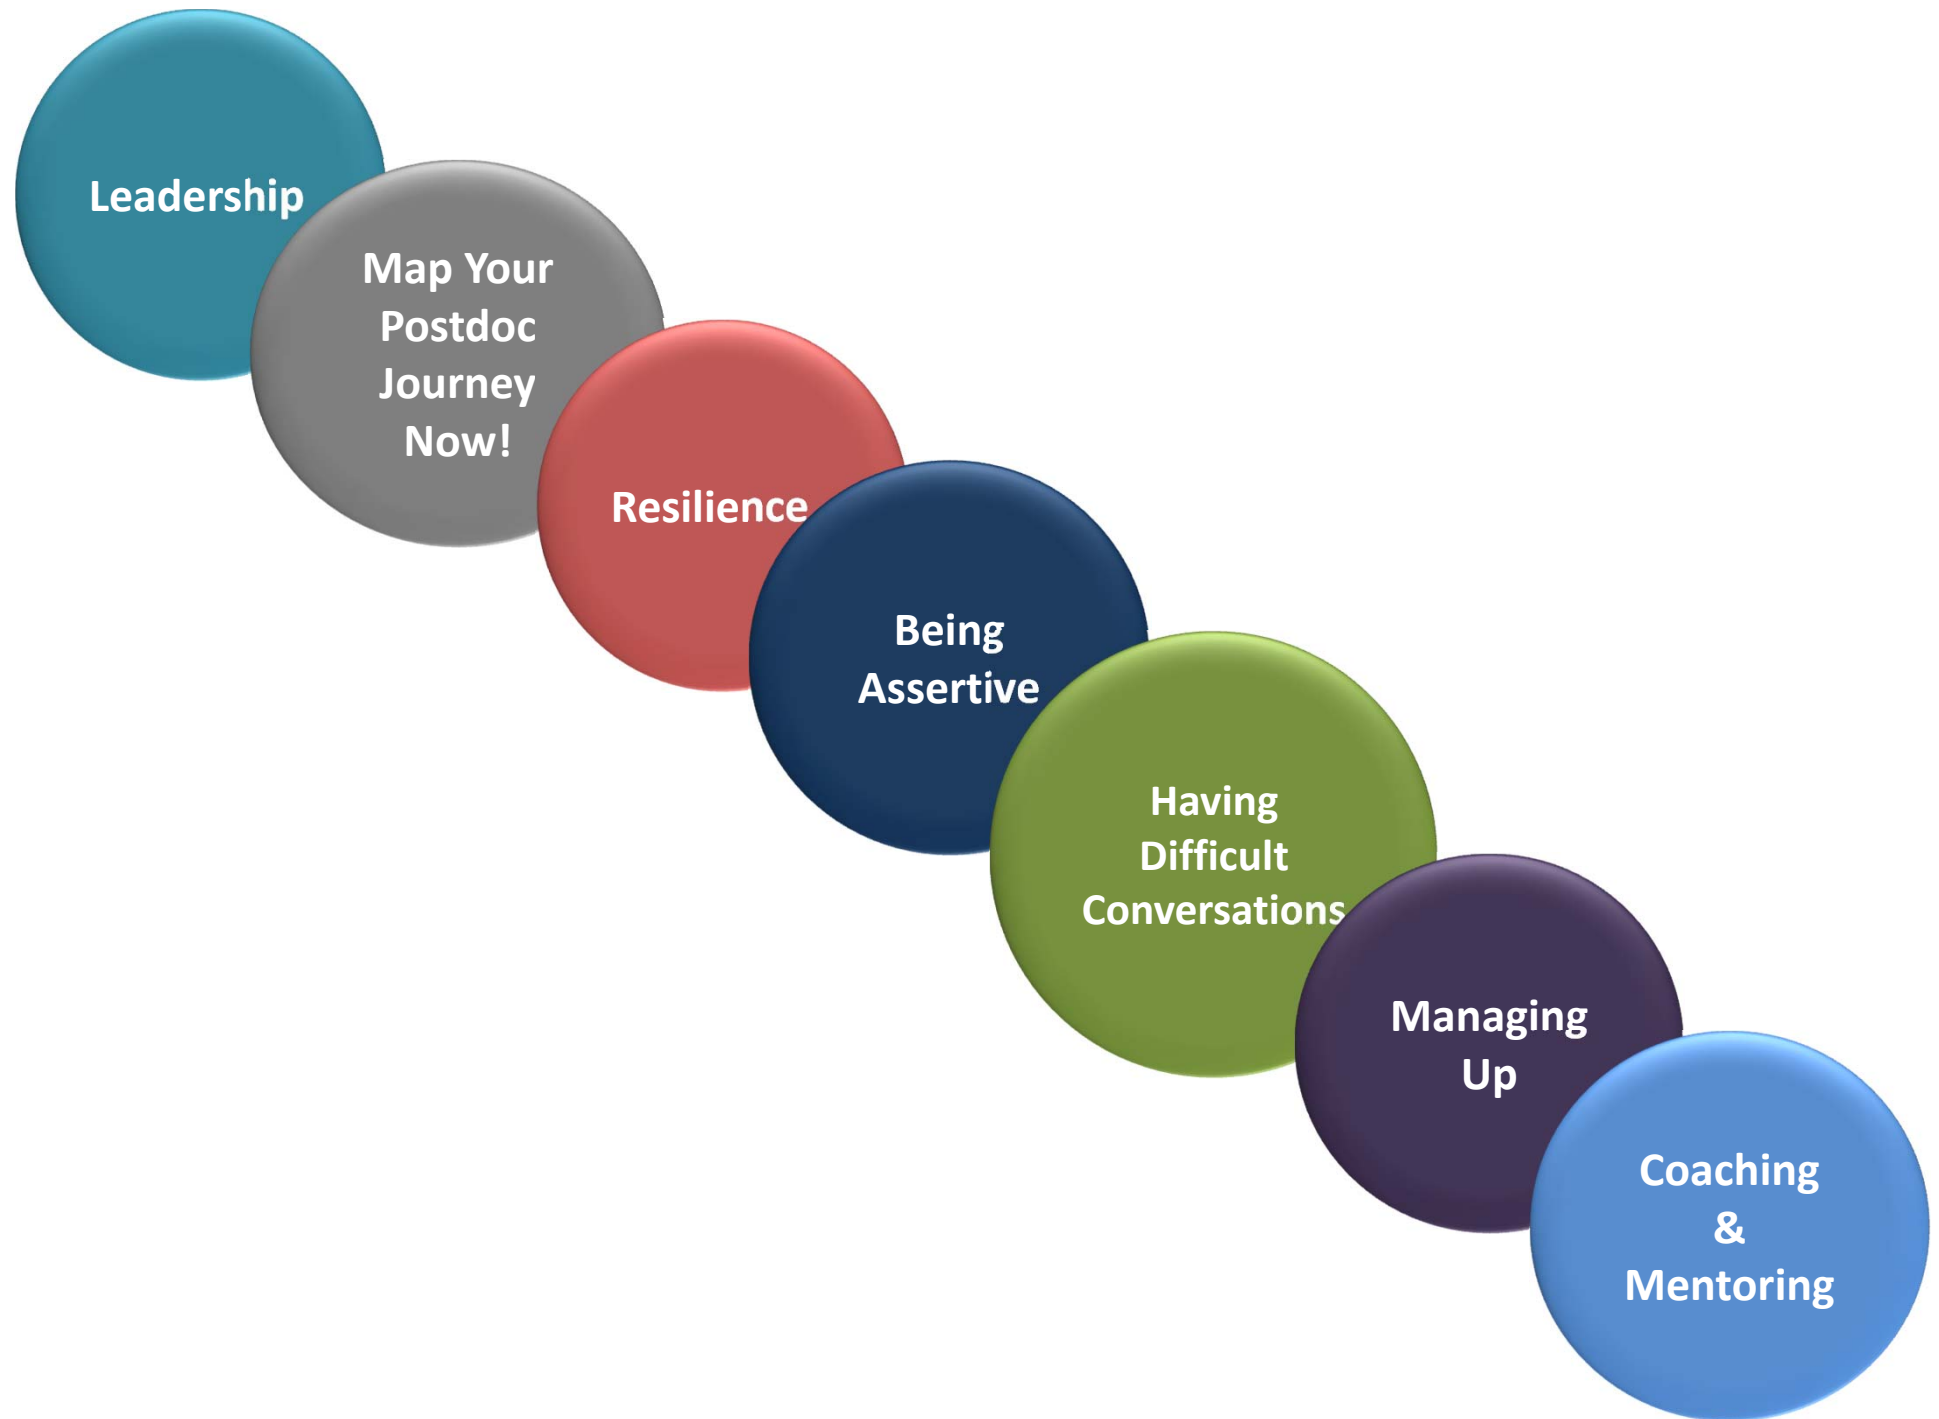 Leadership
Map Your
Postdoc
Journey
Now!
Resilience
Being
Assertive
Having
Difficult
Conversations
Managing
Up
Coaching
&
Mentoring